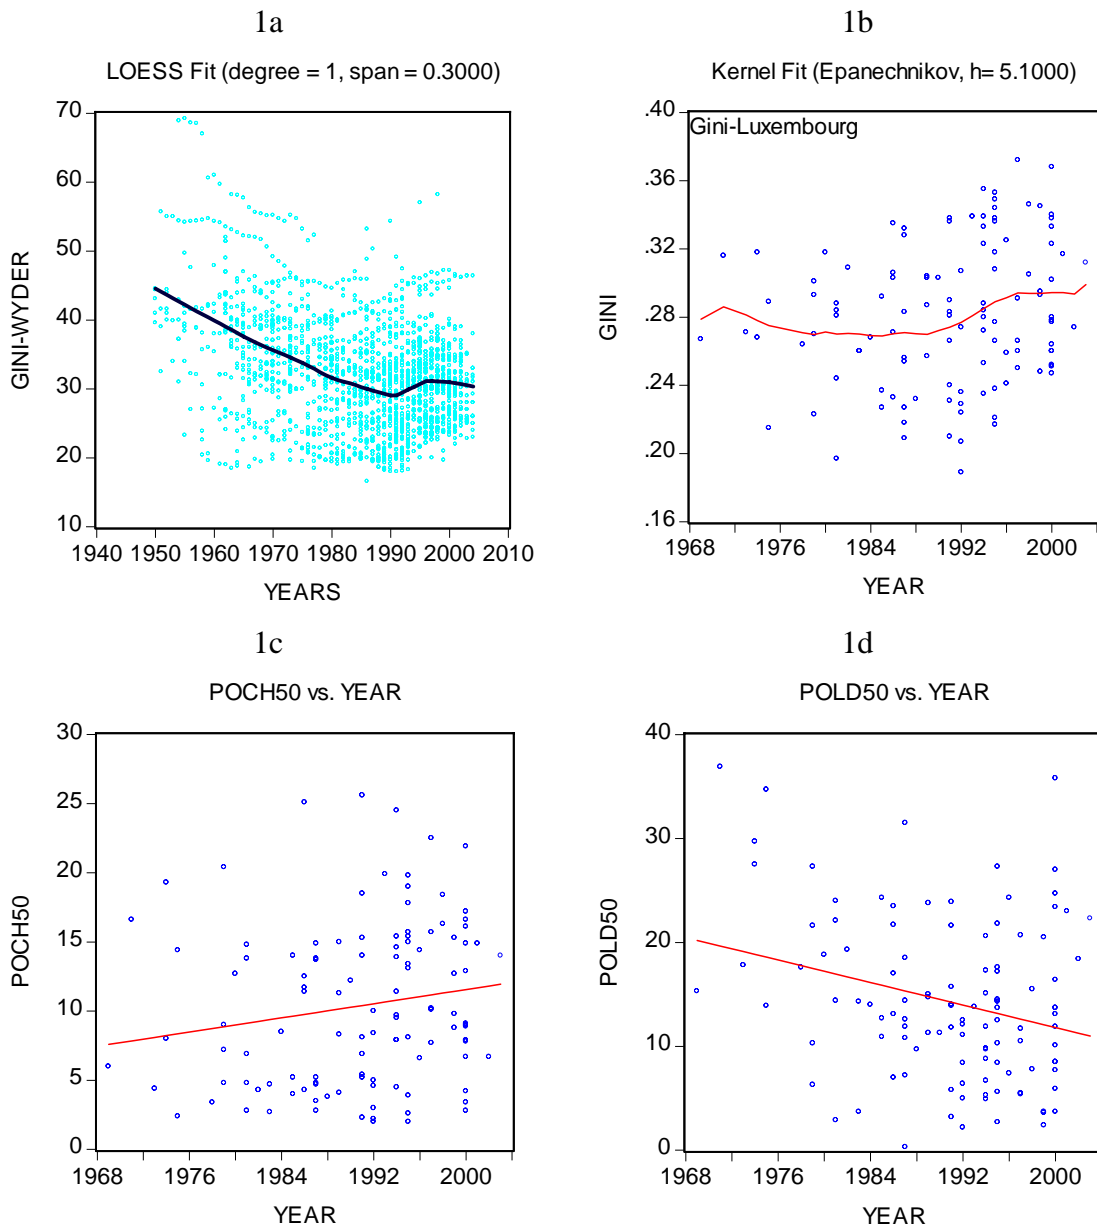 1a
LOESS Fit (degree = 1, span = 0.3000)
70
60
50
40
30
20
10
GINI-WYDER
1940 1950 1960 1970 1980 1990 2000 2010
YEARS
1b
Kernel Fit (Epanechnikov, h= 5.1000)
Gini-Luxembourg
.40
.36
.32
.28
.24
.20
.16
GINI
1968 1976 1984 1992 2000
YEAR
1c
POCH50 vs. YEAR
30
25
20
15
10
5
0
POCH50
1968 1976 1984 1992 2000
YEAR
1d
POLD50 vs. YEAR
40
30
20
10
0
POLD50
1968 1976 1984 1992 2000
YEAR